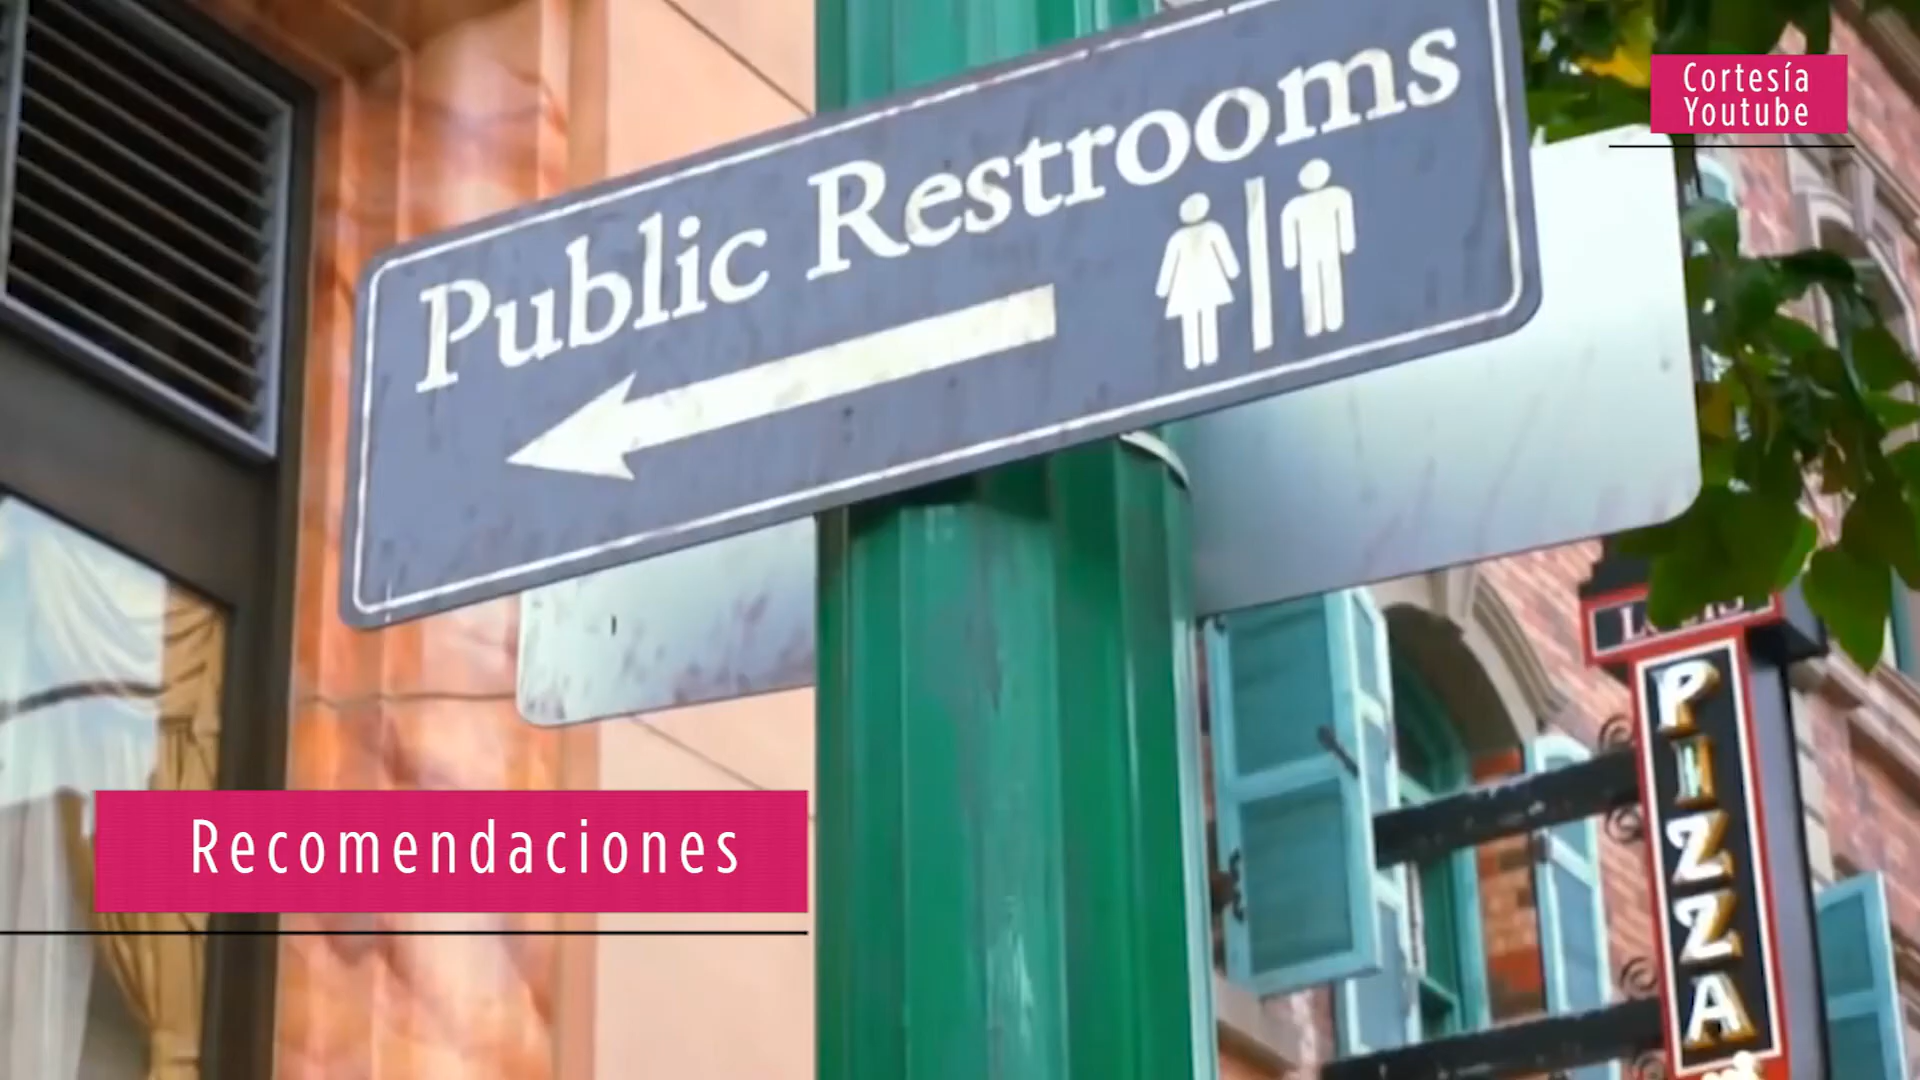 Public Restrooms
Cortesía
Youtube
Recomendaciones
PIZZA